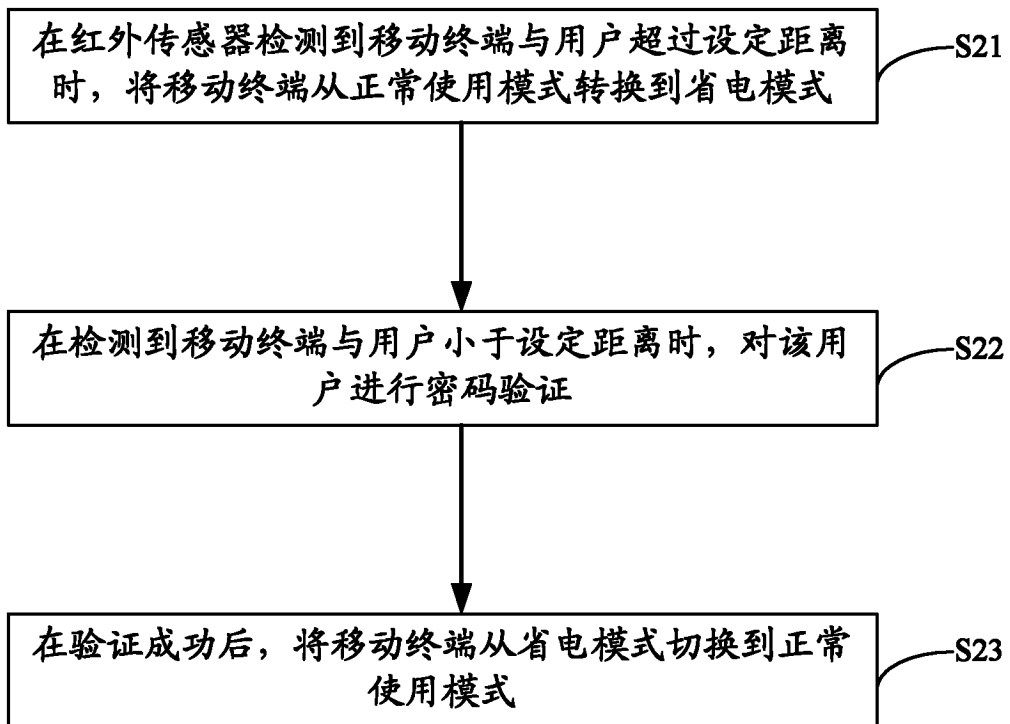 在红外传感器检测到移动终端与用户超过设定距离
时，将移动终端从正常使用模式转换到省电模式
S21
在检测到移动终端与用户小于设定距离时，对该用
户进行密码验证
S22
在验证成功后，将移动终端从省电模式切换到正常
使用模式
S23